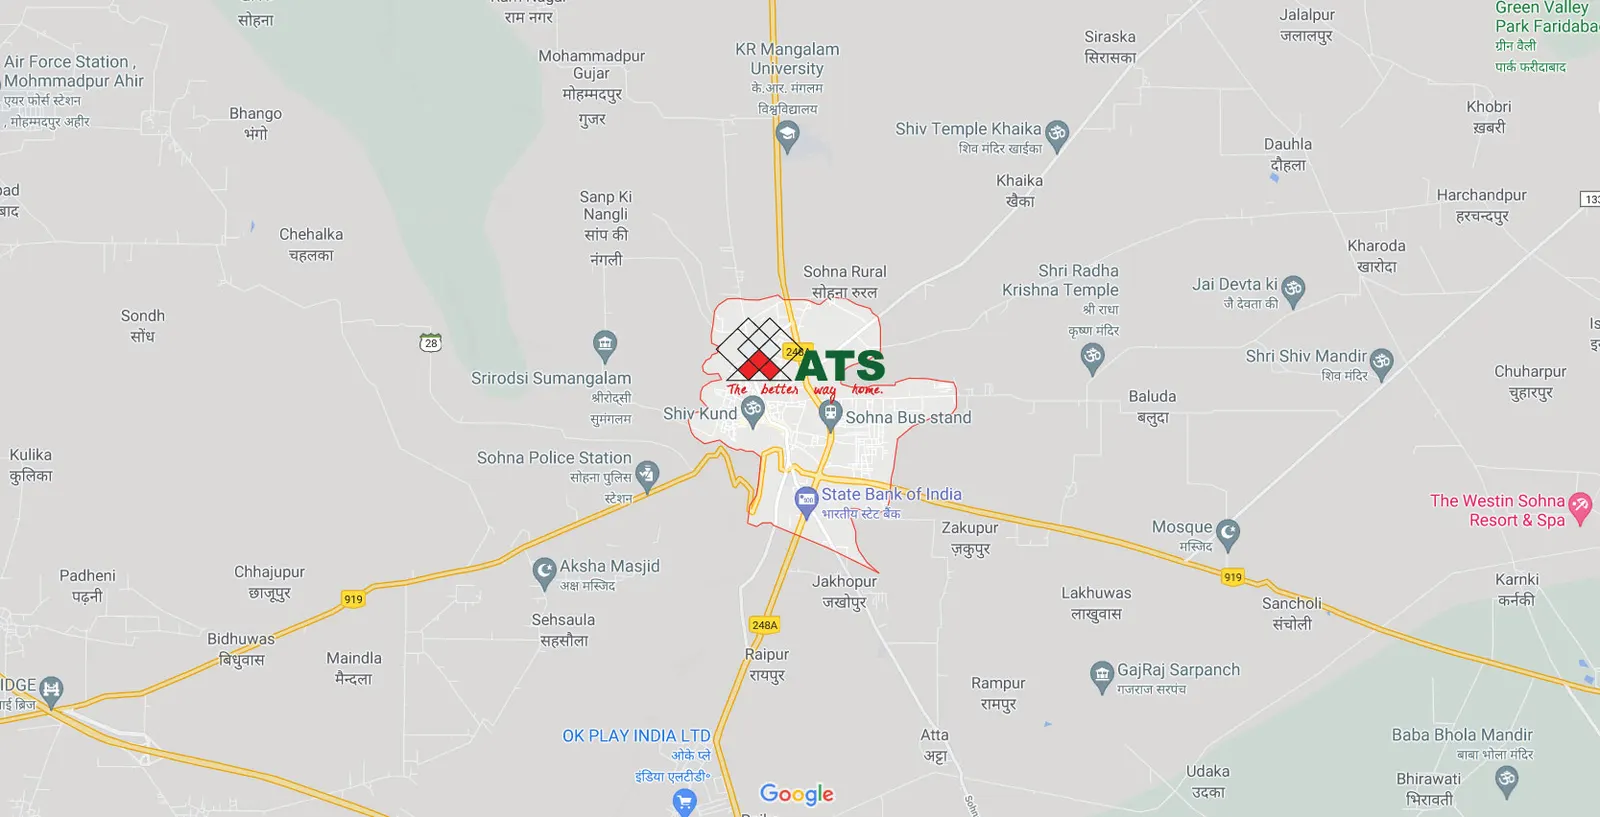 सोहना
राम नगर
Jalalpur
जलालपुर
Green Valley
Park Faridaba
ग्रीन वैली
पार्क फरीदाबाद
Siraska
सिरासका
Air Force Station ,
Mohmmadpur Ahir
एयर फोर्स स्टेशन
, मोहम्मदपुर अहीर
Mohammadpur
Gujar
मोहम्मदपुर
गुजर
KR Mangalam
University
के.आर. मंगलम
विश्वविद्यालय
Bhango
भंगो
Shiv Temple Khaika
शिव मंदिर खाईका
Khobri
ख़बरी
Dauhla
दौहला
Khaika
खैका
Harchandpur
हरचन्दपुर
133
Sanp Ki
Nangli
सांप की
नंगली
Chehalka
चहलका
Kharoda
खारोदा
Sohna Rural
सोहना रुरल
Shri Radha
Krishna Temple
श्री राधा
कृष्ण मंदिर
Jai Devta ki
जै देवता की
Sondh
सोंध
28
248A
ATS
The better way home.
Shri Shiv Mandir
शिव मंदिर
Chuharpur
चुहारपुर
Srirodsi Sumangalam
श्रीरोद्सी
सुमंगलम
Baluda
बलुदा
Shiv Kund
Sohna Bus stand
Kulika
कुलिका
Sohna Police Station
सोहना पुलिस
स्टेशन
State Bank of India
भारतीय स्टेट बैंक
The Westin Sohna
Resort & Spa
Zakupur
ज़कुपुर
Mosque
मस्जिद
Padheni
पढ़नी
Chhajupur
छाजूपुर
Aksha Masjid
अक्ष मस्जिद
Jakhopur
जखोपुर
919
Karnki
कर्नकी
919
Lakhuwas
लाखुवास
Sancholi
संचोली
Sehsaula
सहसौला
248A
Bidhuwas
बिधुवास
Maindla
मैन्दला
Raipur
रायपुर
GajRaj Sarpanch
गजराज सरपंच
Rampur
रामपुर
IDGE
OK PLAY INDIA LTD
ओके प्ले
इंडिया एलटीडी॰
Atta
अट्टा
Baba Bhola Mandir
बाबा भोला मंदिर
Udaka
उदका
Bhirawati
भिरावती
Google